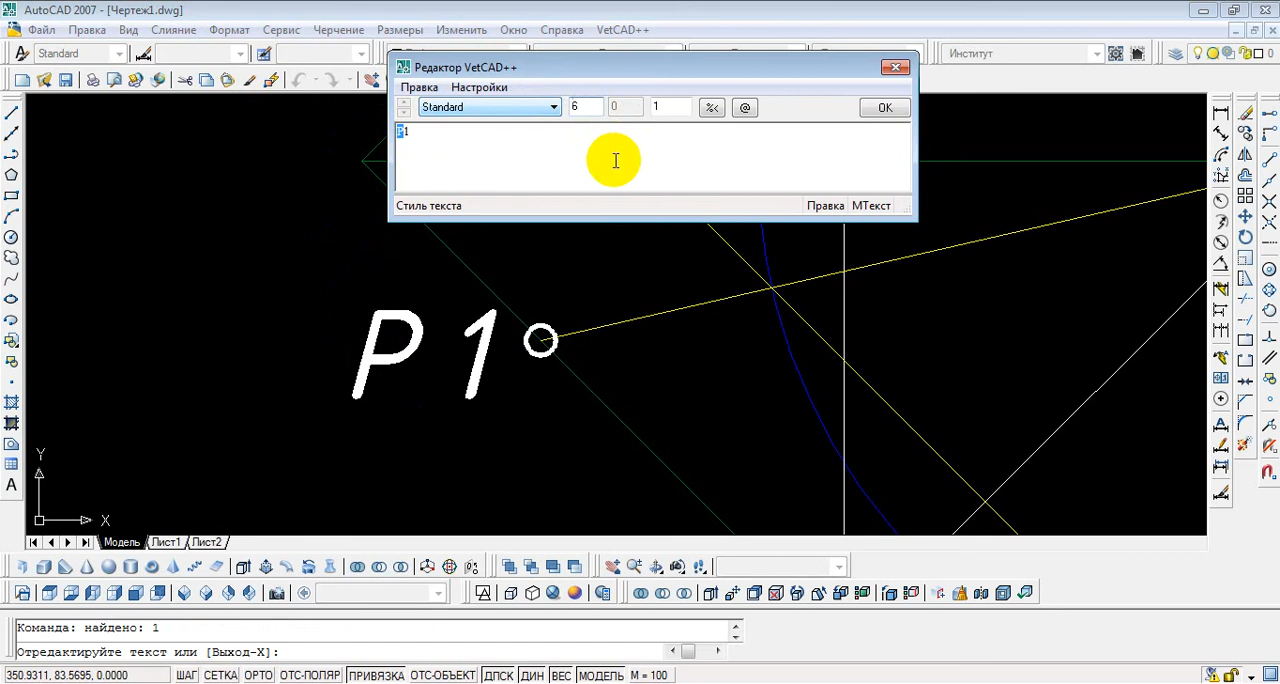 AutoCAD 2007 - [Чертеж1.dwg]
Файл Правка Вид Слияние Формат Сервис Черчение Размеры Изменить Окно Справка VetCAD++
Standard
Институт
0
Редактор VetCAD++
Правка Настройки
Standard 6 0 1 %< @ OK
P1
Стиль текста Правка МТекст
P 1
Y
X
A
A
Модель Лист1 Лист2
Команда: найдено: 1
Отредактируйте текст или [Выход-X]:
350.9311, 83.5695, 0.0000 ШАГ СЕТКА ОРТО ОТС-ПОЛЯР ПРИВЯЗКА ОТС-ОБЪЕКТ ДПСК ДИН ВЕС МОДЕЛЬ М = 100